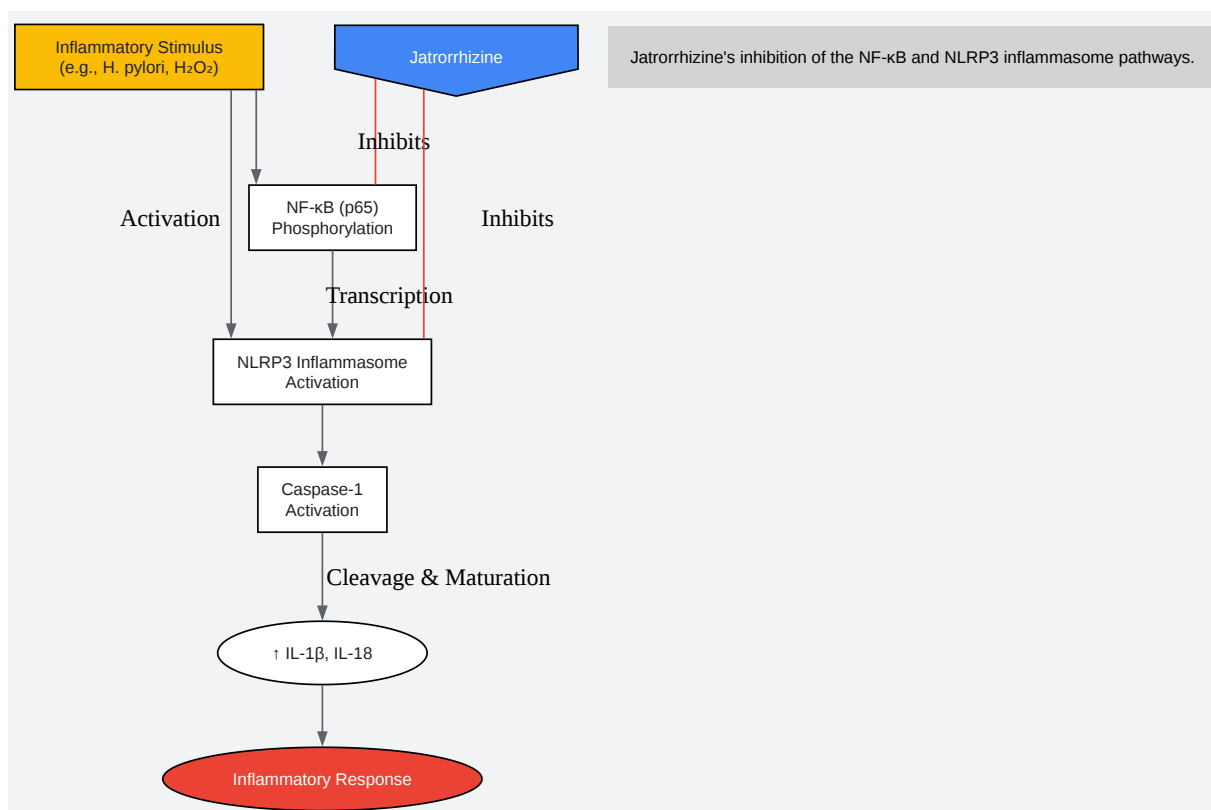 Inflammatory Stimulus
(e.g., H. pylori, H₂O₂)
Jatrorrhizine
Jatrorrhizine's inhibition of the NF-κB and NLRP3 inflammasome pathways.
Inhibits
NF-κB (p65)
Phosphorylation
Activation
Inhibits
Transcription
NLRP3 Inflammasome
Activation
Caspase-1
Activation
Cleavage & Maturation
↑ IL-1β, IL-18
Inflammatory Response